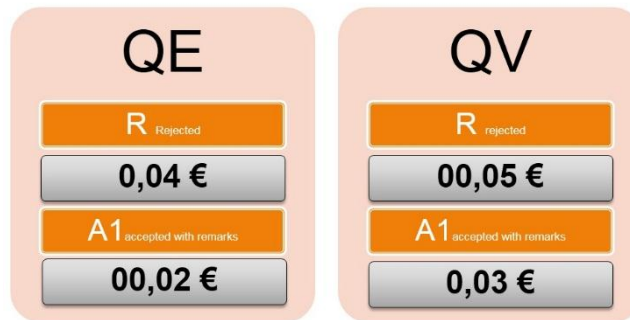 QE
R Rejected
0,04 €
A1 accepted with remarks
00,02 €
QV
R rejected
00,05 €
A1 accepted with remarks
0,03 €